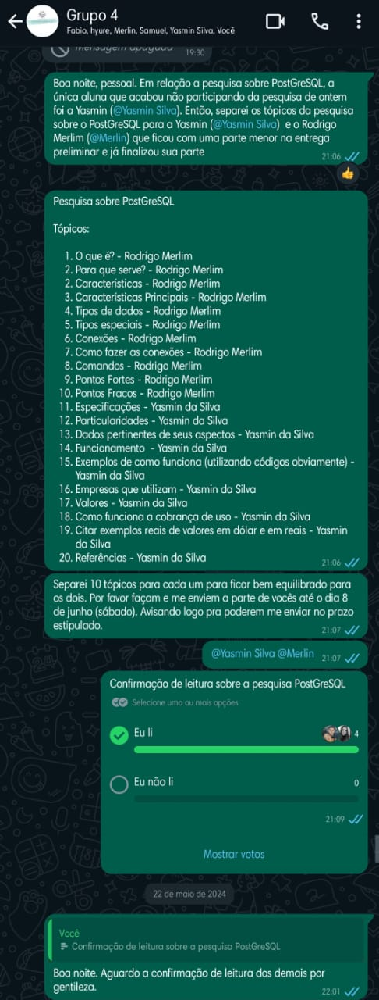 Grupo 4
Fabio, hyure, Merlin, Samuel, Yasmin Silva, Você
Mensagem apagada 19:30
Boa noite, pessoal. Em relação a pesquisa sobre PostGreSQL, a
única aluna que acabou não participando da pesquisa de ontem
foi a Yasmin (@Yasmin Silva). Então, separei os tópicos da pesquisa
sobre o PostGreSQL para a Yasmin (@Yasmin Silva) e o Rodrigo
Merlim (@Merlin) que ficou com uma parte menor na entrega
preliminar e já finalizou sua parte
21:06
Pesquisa sobre PostGreSQL
Tópicos:
1. O que é? - Rodrigo Merlim
2. Para que serve? - Rodrigo Merlim
2. Características - Rodrigo Merlim
3. Características Principais - Rodrigo Merlim
4. Tipos de dados - Rodrigo Merlim
5. Tipos especiais - Rodrigo Merlim
6. Conexões - Rodrigo Merlim
7. Como fazer as conexões - Rodrigo Merlim
8. Comandos - Rodrigo Merlim
9. Pontos Fortes - Rodrigo Merlim
10. Pontos Fracos - Rodrigo Merlim
11. Especificações - Yasmin da Silva
12. Particularidades - Yasmin da Silva
13. Dados pertinentes de seus aspectos - Yasmin da Silva
14. Funcionamento - Yasmin da Silva
15. Exemplos de como funciona (utilizando códigos obviamente) -
Yasmin da Silva
16. Empresas que utilizam - Yasmin da Silva
17. Valores - Yasmin da Silva
18. Como funciona a cobrança de uso - Yasmin da Silva
19. Citar exemplos reais de valores em dólar e em reais - Yasmin
da Silva
20. Referências - Yasmin da Silva
21:06
Separei 10 tópicos para cada um para ficar bem equilibrado para
os dois. Por favor façam e me enviem a parte de vocês até o dia 8
de junho (sábado). Avisando logo pra poderem me enviar no prazo
estipulado.
21:07
@Yasmin Silva @Merlin 21:07
Confirmação de leitura sobre a pesquisa PostGreSQL
Selecione uma ou mais opções
Eu li 4
Eu não li 0
21:09
Mostrar votos
22 de maio de 2024
Você
Confirmação de leitura sobre a pesquisa PostGreSQL
Boa noite. Aguardo a confirmação de leitura dos demais por
gentileza.
22:01